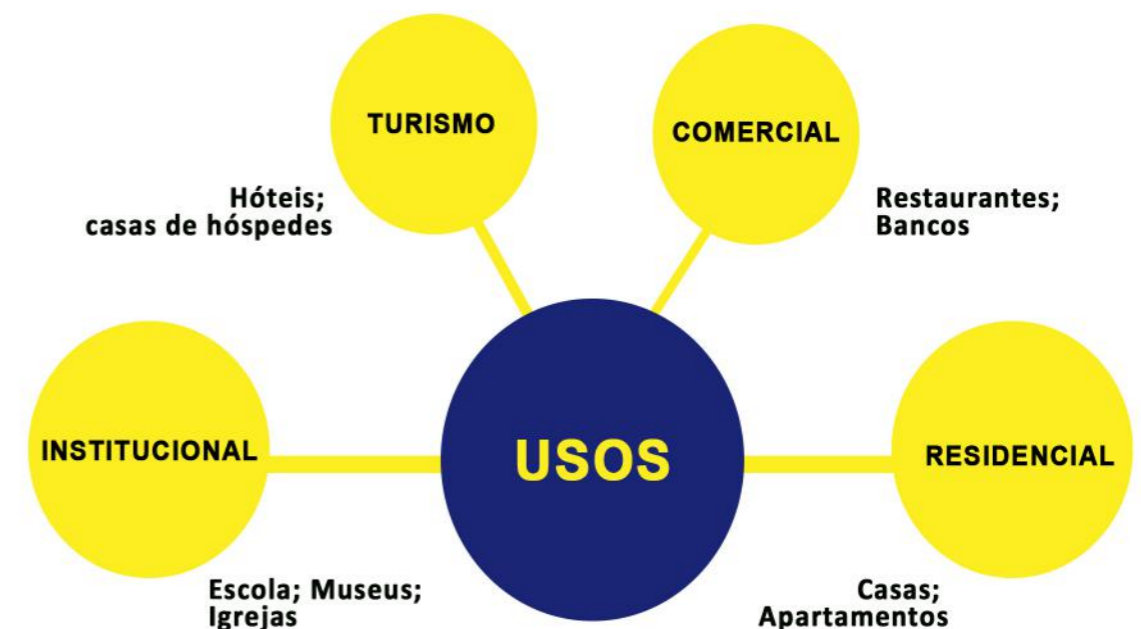 TURISMO
COMERCIAL
Hóteis;
casas de hóspedes
Restaurantes;
Bancos
INSTITUCIONAL
USOS
RESIDENCIAL
Escola; Museus;
Igrejas
Casas;
Apartamentos